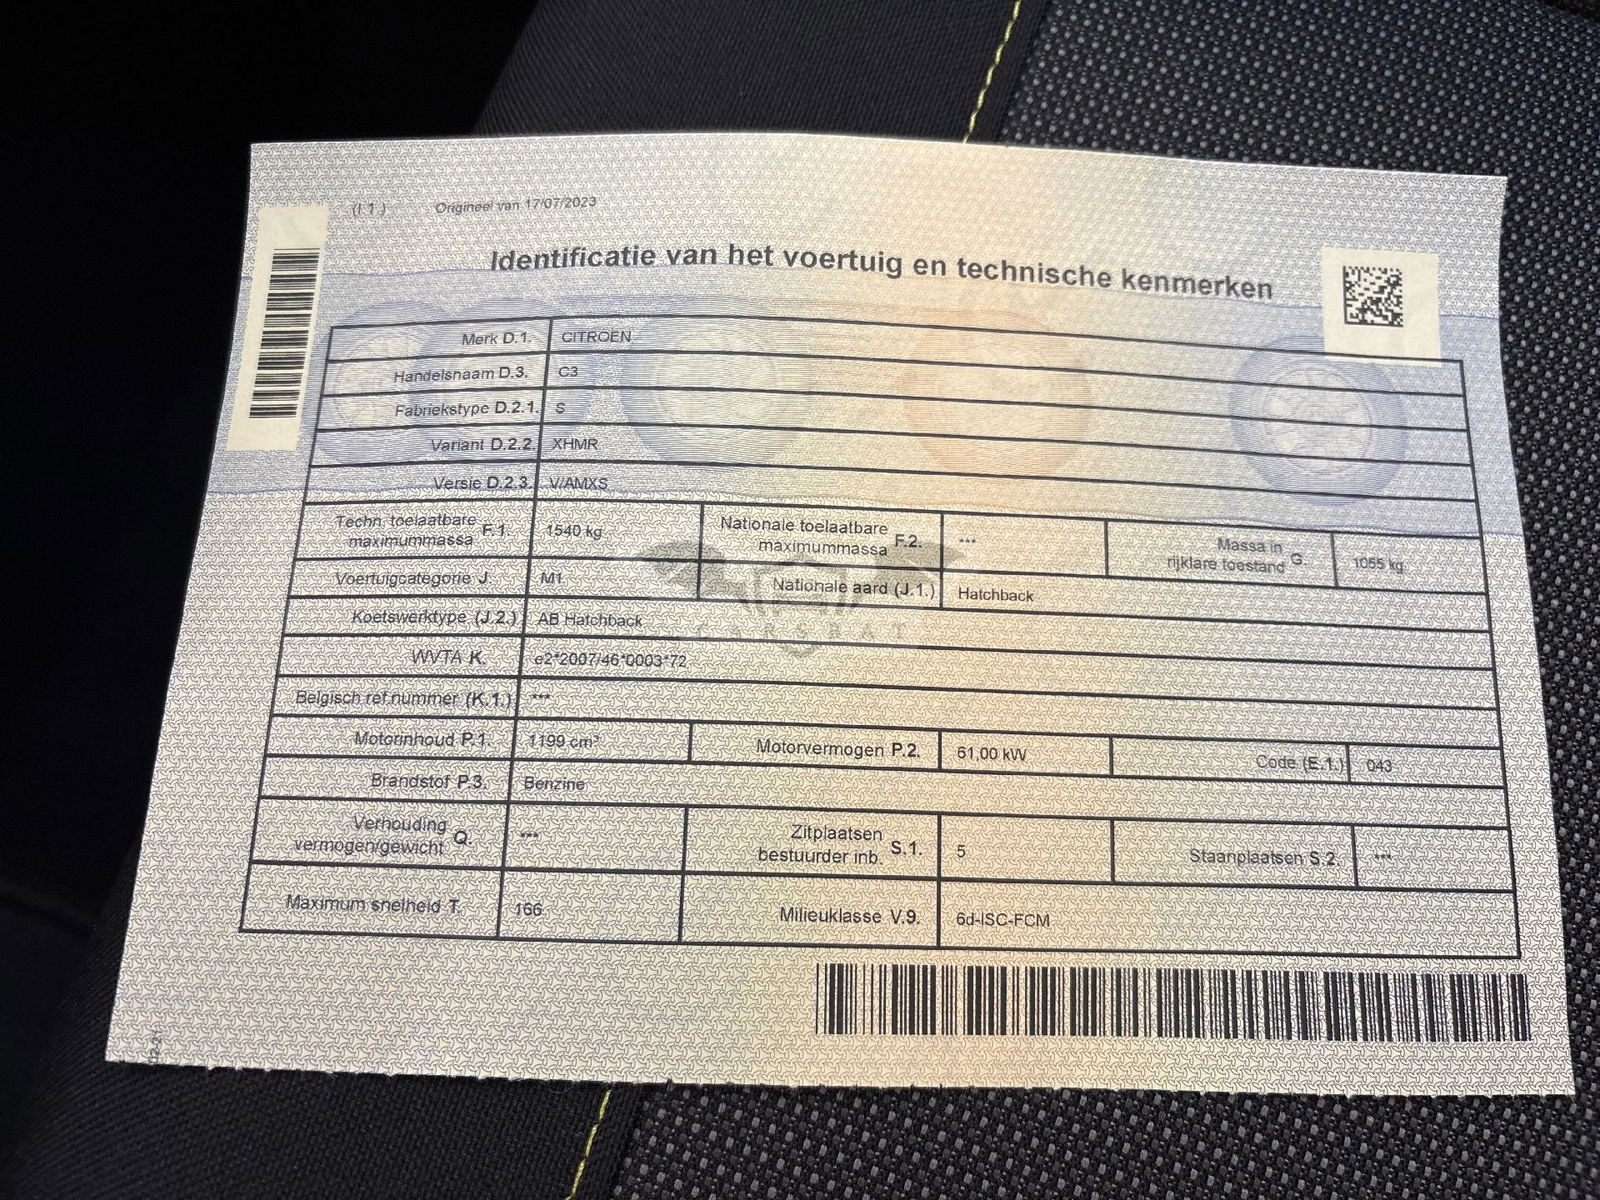 (I.1.) Origineel van 17/07/2023
Identificatie van het voertuig en technische kenmerken
Merk D.1. CITROEN
Handelsnaam D.3. C3
Fabriekstype D.2.1. S
Variant D.2.2. XHMR
Versie D.2.3. V/AMXS
Techn. toelaatbare maximummassa F.1. 1540 kg Nationale toelaatbare maximummassa F.2. *** Massa in rijklare toestand G. 1055 kg
Voertuigcategorie J. M1 Nationale aard (J.1.) Hatchback
Koetswerktype (J.2.) AB Hatchback
CARSBAT
WVTA K. e2*2007/46*0003*72
Belgisch ref.nummer (K.1.) ***
Motorinhoud P.1. 1199 cm³ Motorvermogen P.2. 61,00 kW Code (E.1.) 043
Brandstof P.3. Benzine
Verhouding vermogen/gewicht Q. *** Zitplaatsen bestuurder inb. S.1. 5 Staanplaatsen S.2. ***
Maximum snelheid T. 166 Milieuklasse V.9. 6d-ISC-FCM